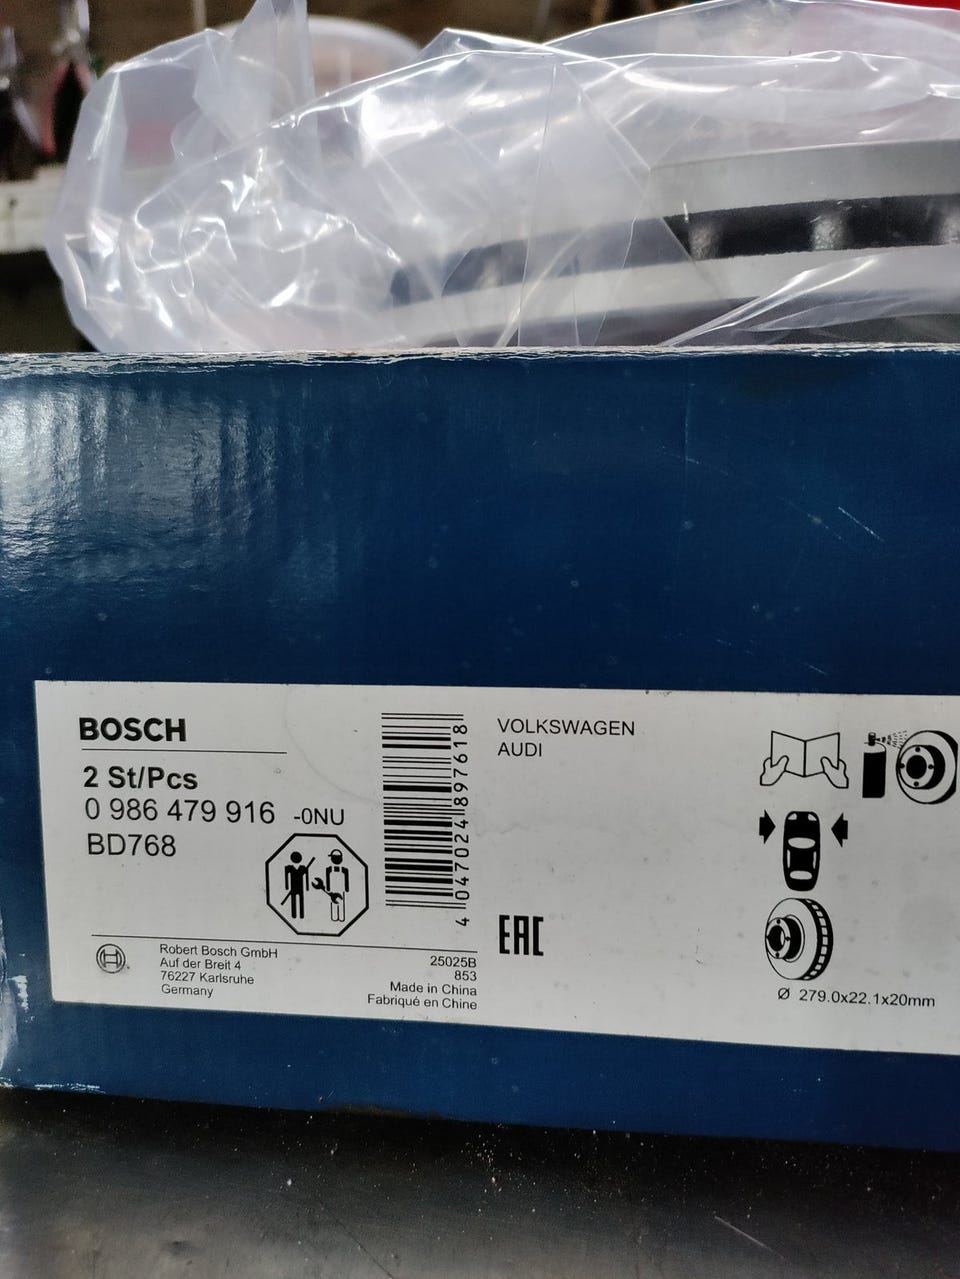 BOSCH
2 St/Pcs
0 986 479 916 -0NU
BD768
Robert Bosch GmbH
Auf der Breit 4
76227 Karlsruhe
Germany
25025B
853
Made in China
Fabriqué en Chine
4 047024 897618
VOLKSWAGEN
AUDI
EAC
Ø 279.0x22.1x20mm